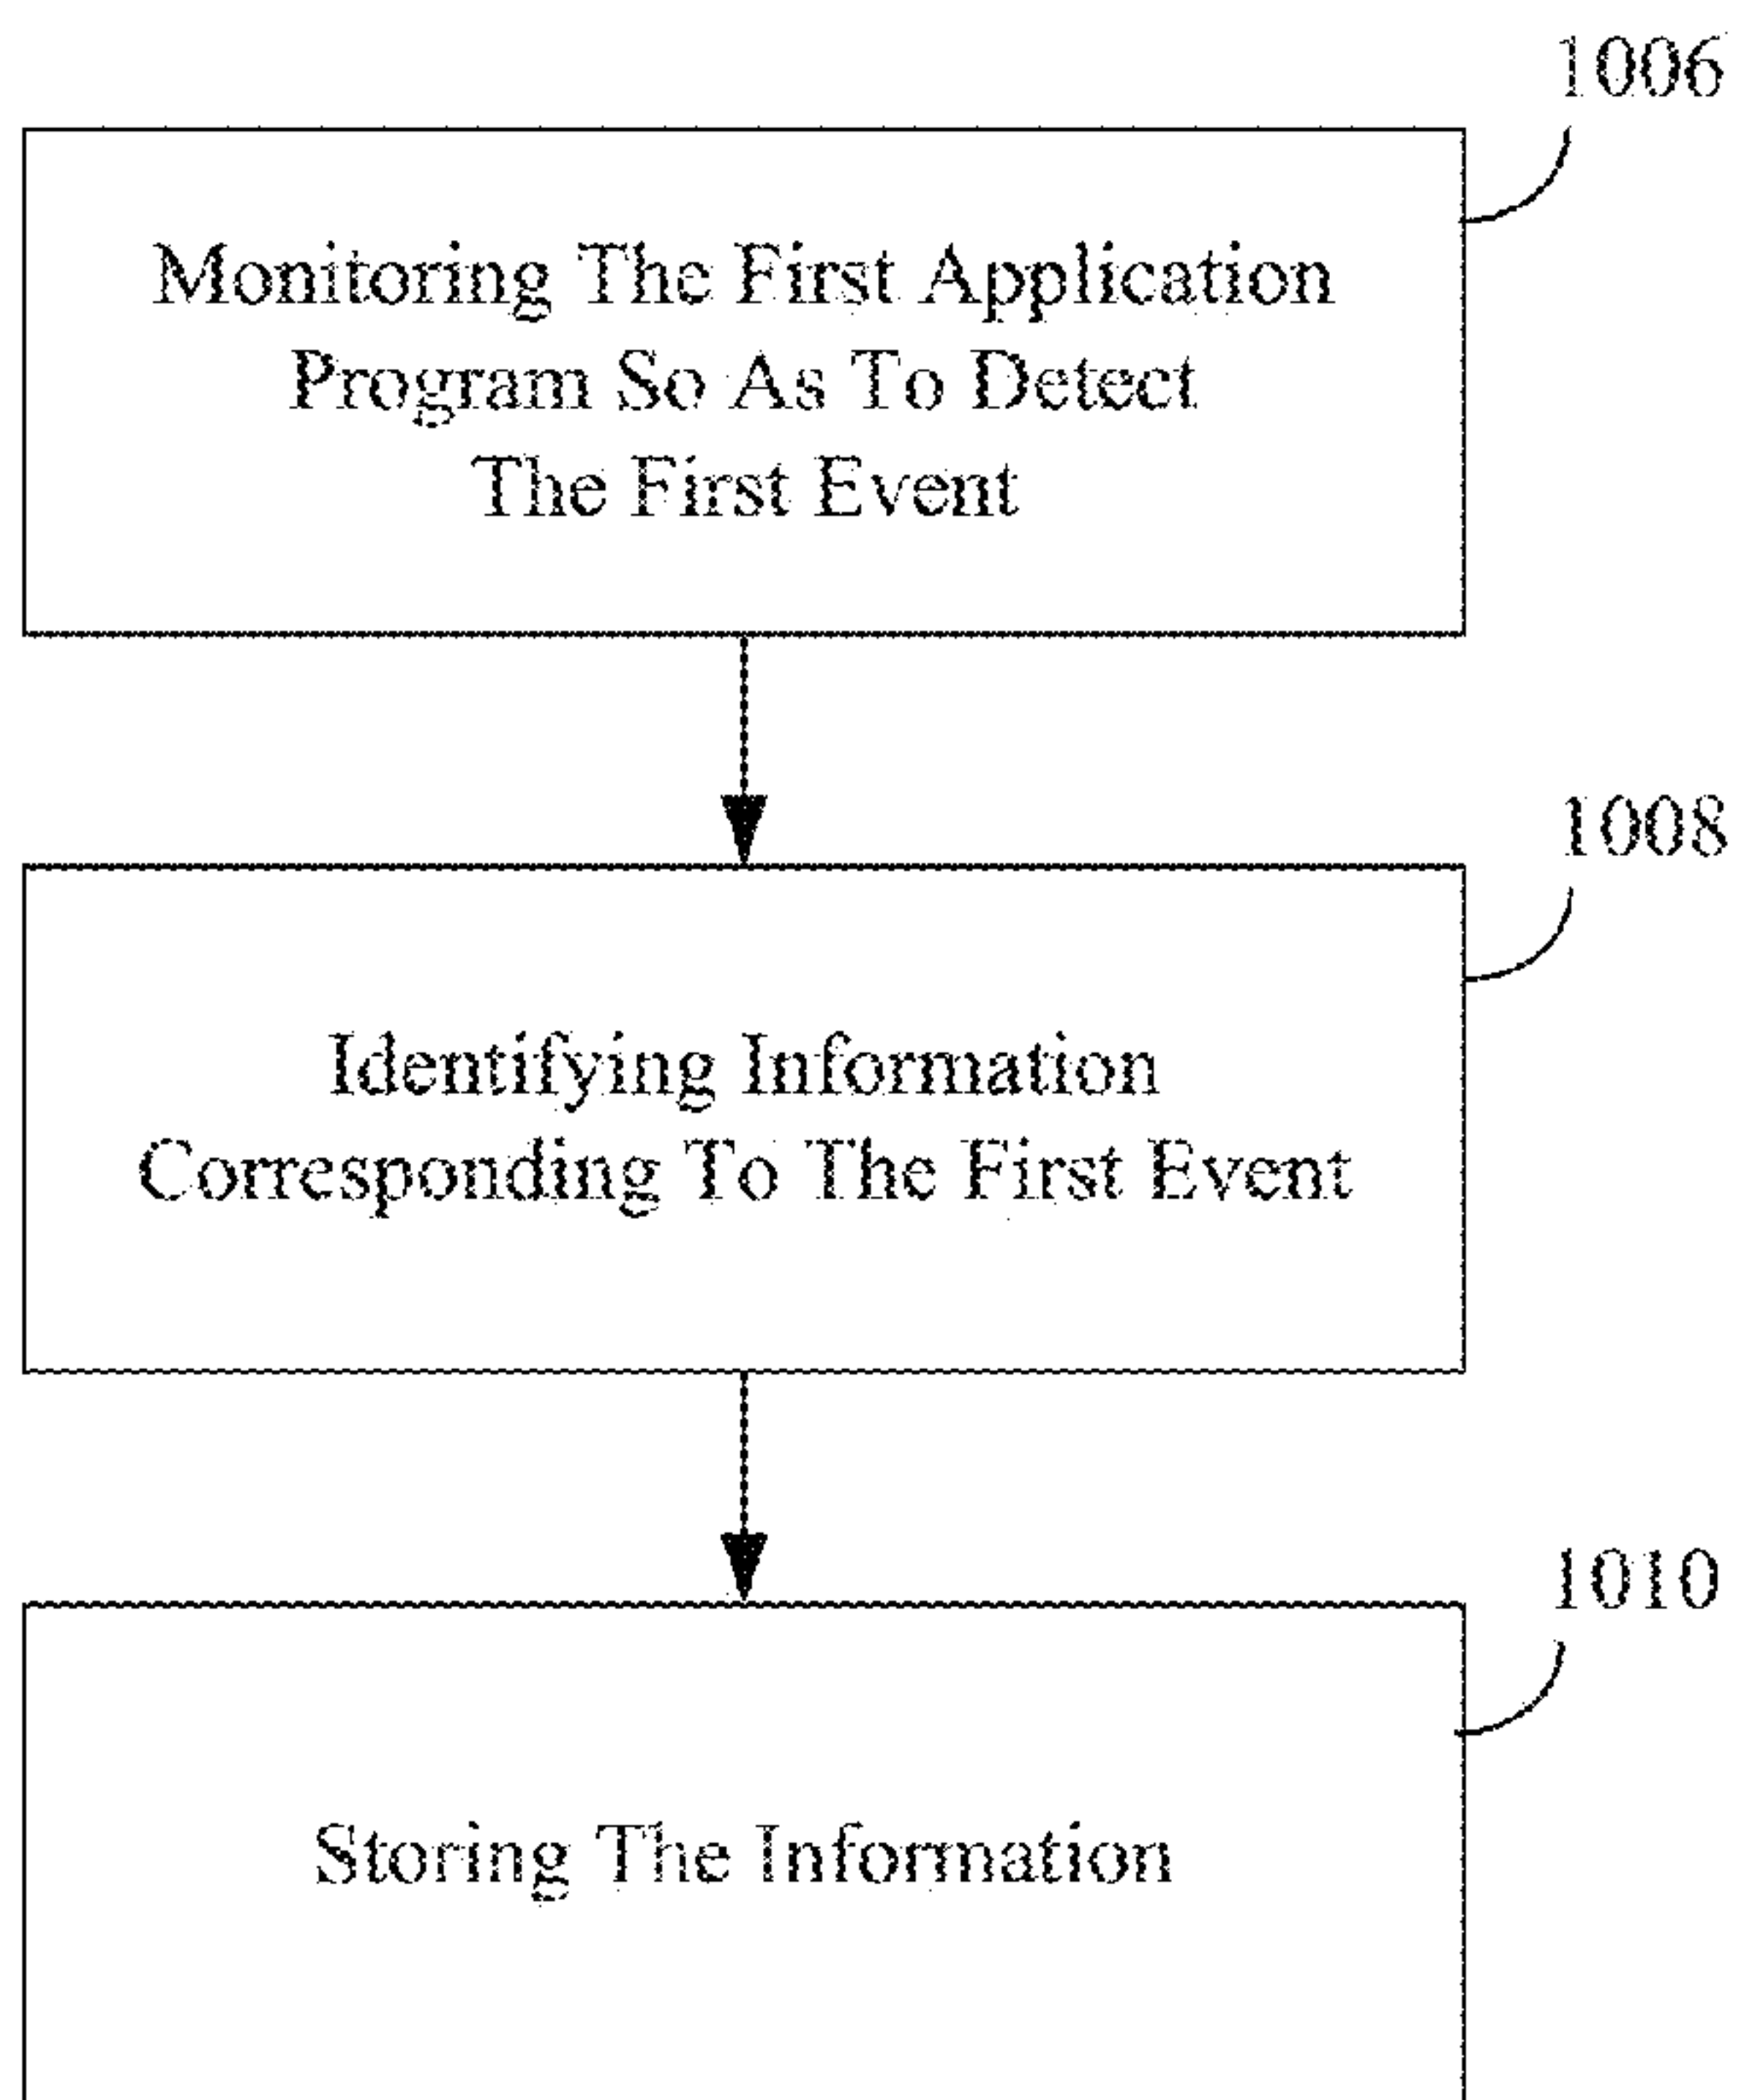 1006
Monitoring The First Application
Program So As To Detect
The First Event
1008
Identifying Information
Corresponding To The First Event
1010
Storing The Information